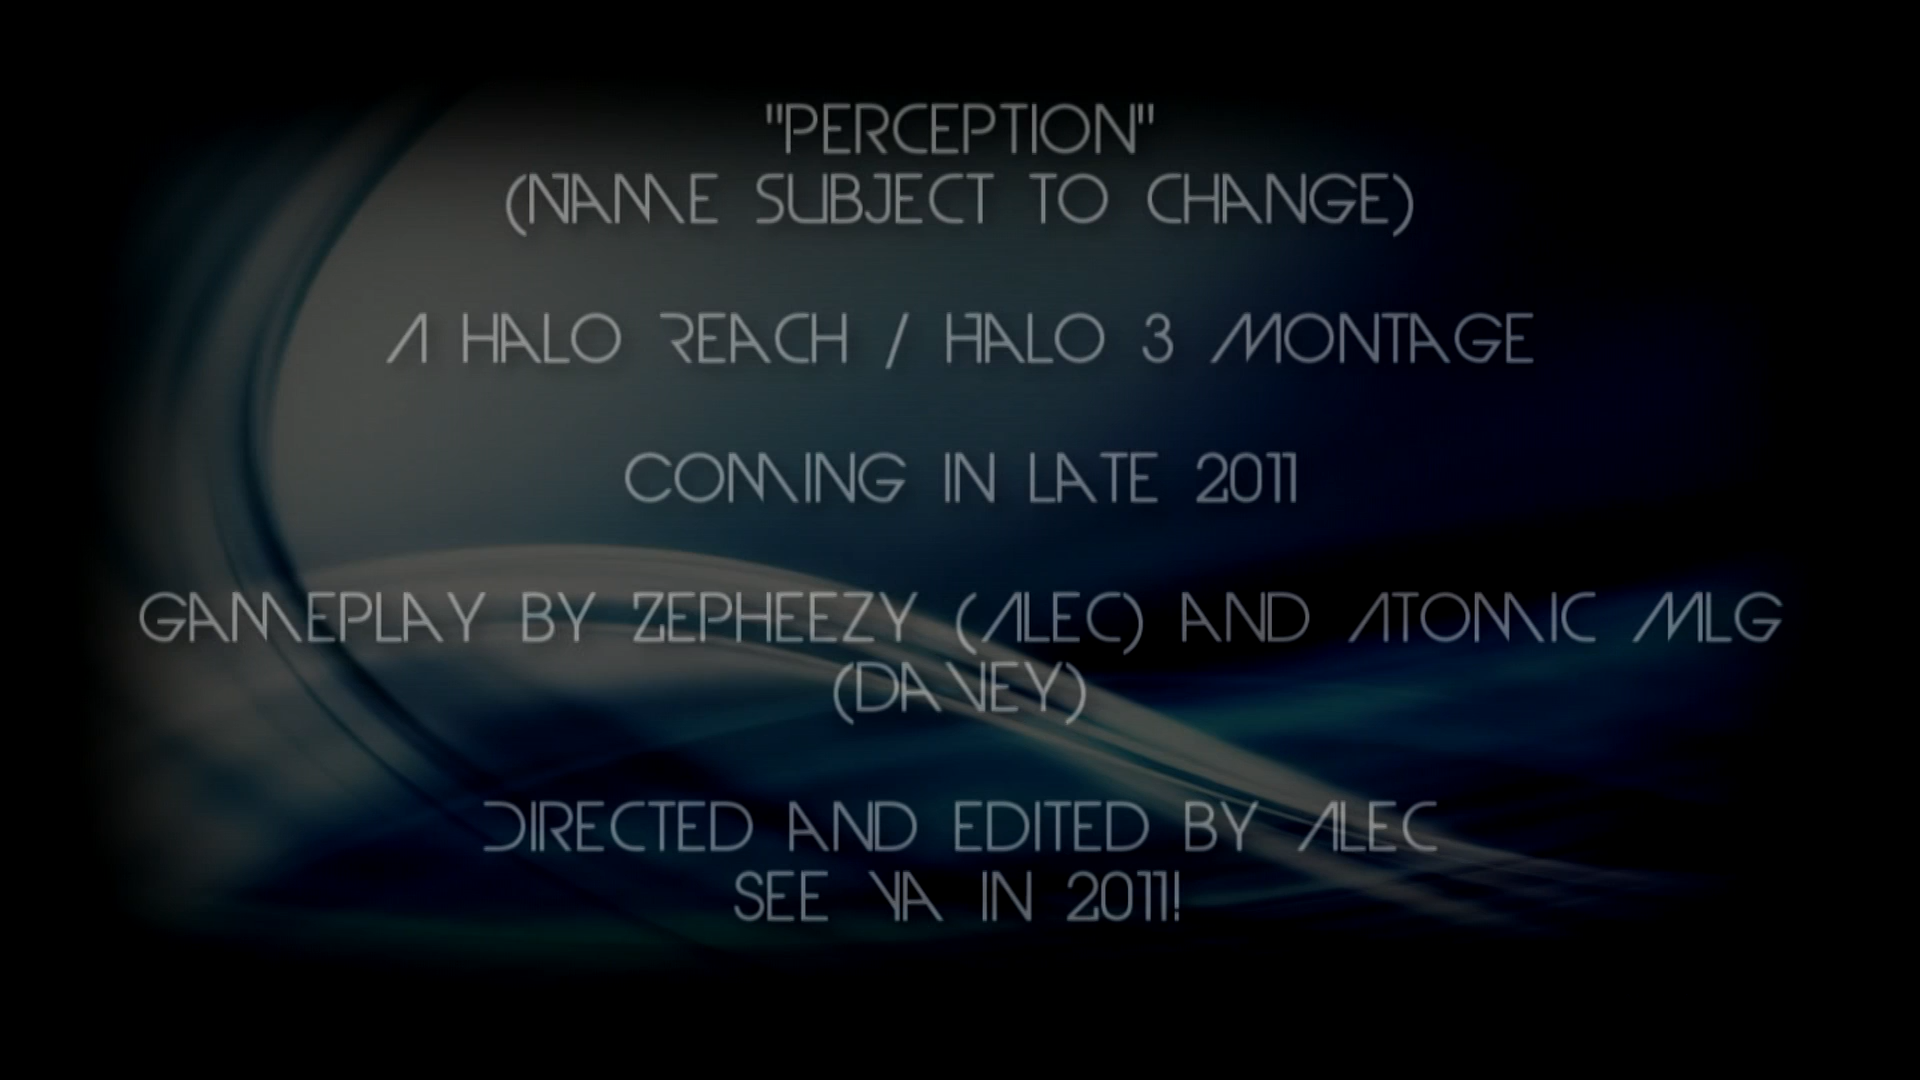 "PERCEPTION"
(NAME SUBJECT TO CHANGE)
A HALO REACH / HALO 3 MONTAGE
COMING IN LATE 2011
GAMEPLAY BY ZEPHEEZY (ALEC) AND ATOMIC MLG
(DAVEY)
DIRECTED AND EDITED BY ALEC
SEE YA IN 2011!